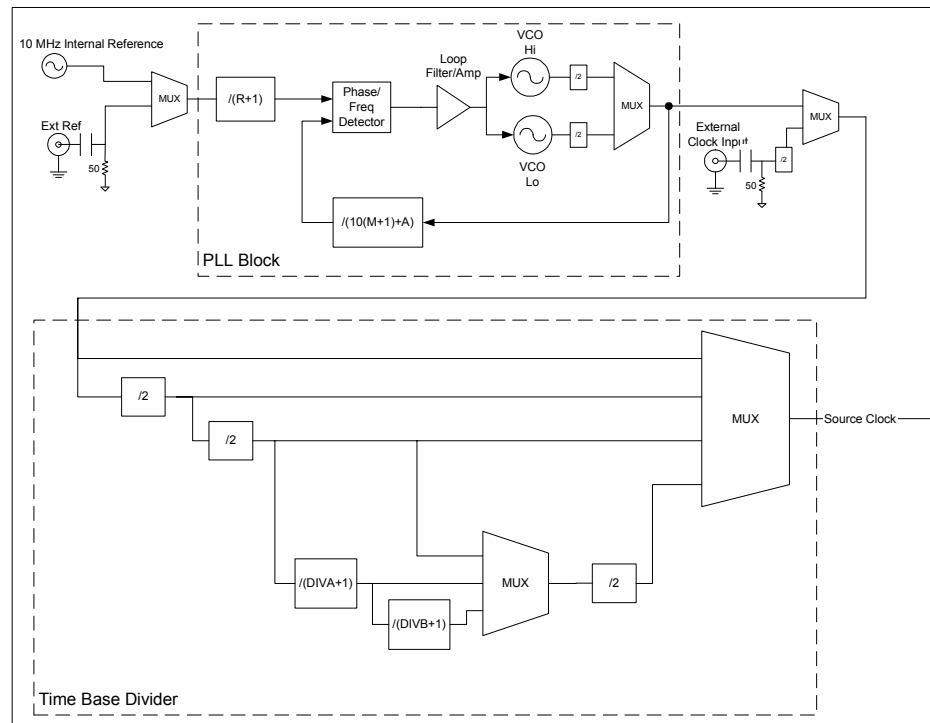 10 MHz Internal Reference
MUX
Ext Ref
50
/(R+1)
Phase/
Freq
Detector
Loop
Filter/Amp
VCO
Hi
/2
VCO
Lo
/2
MUX
/(10(M+1)+A)
PLL Block
External
Clock Input
50
/2
MUX
/2
/2
/(DIVA+1)
/(DIVB+1)
MUX
/2
MUX
Source Clock
Time Base Divider